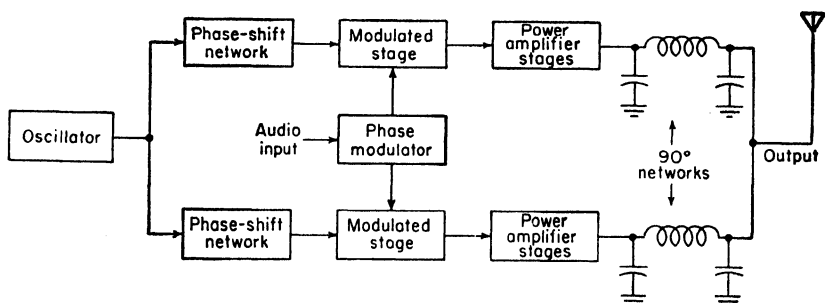 Phase-shift
network
Modulated
stage
Power
amplifier
stages
Oscillator
Audio
input
Phase
modulator
90°
networks
Output
Phase-shift
network
Modulated
stage
Power
amplifier
stages